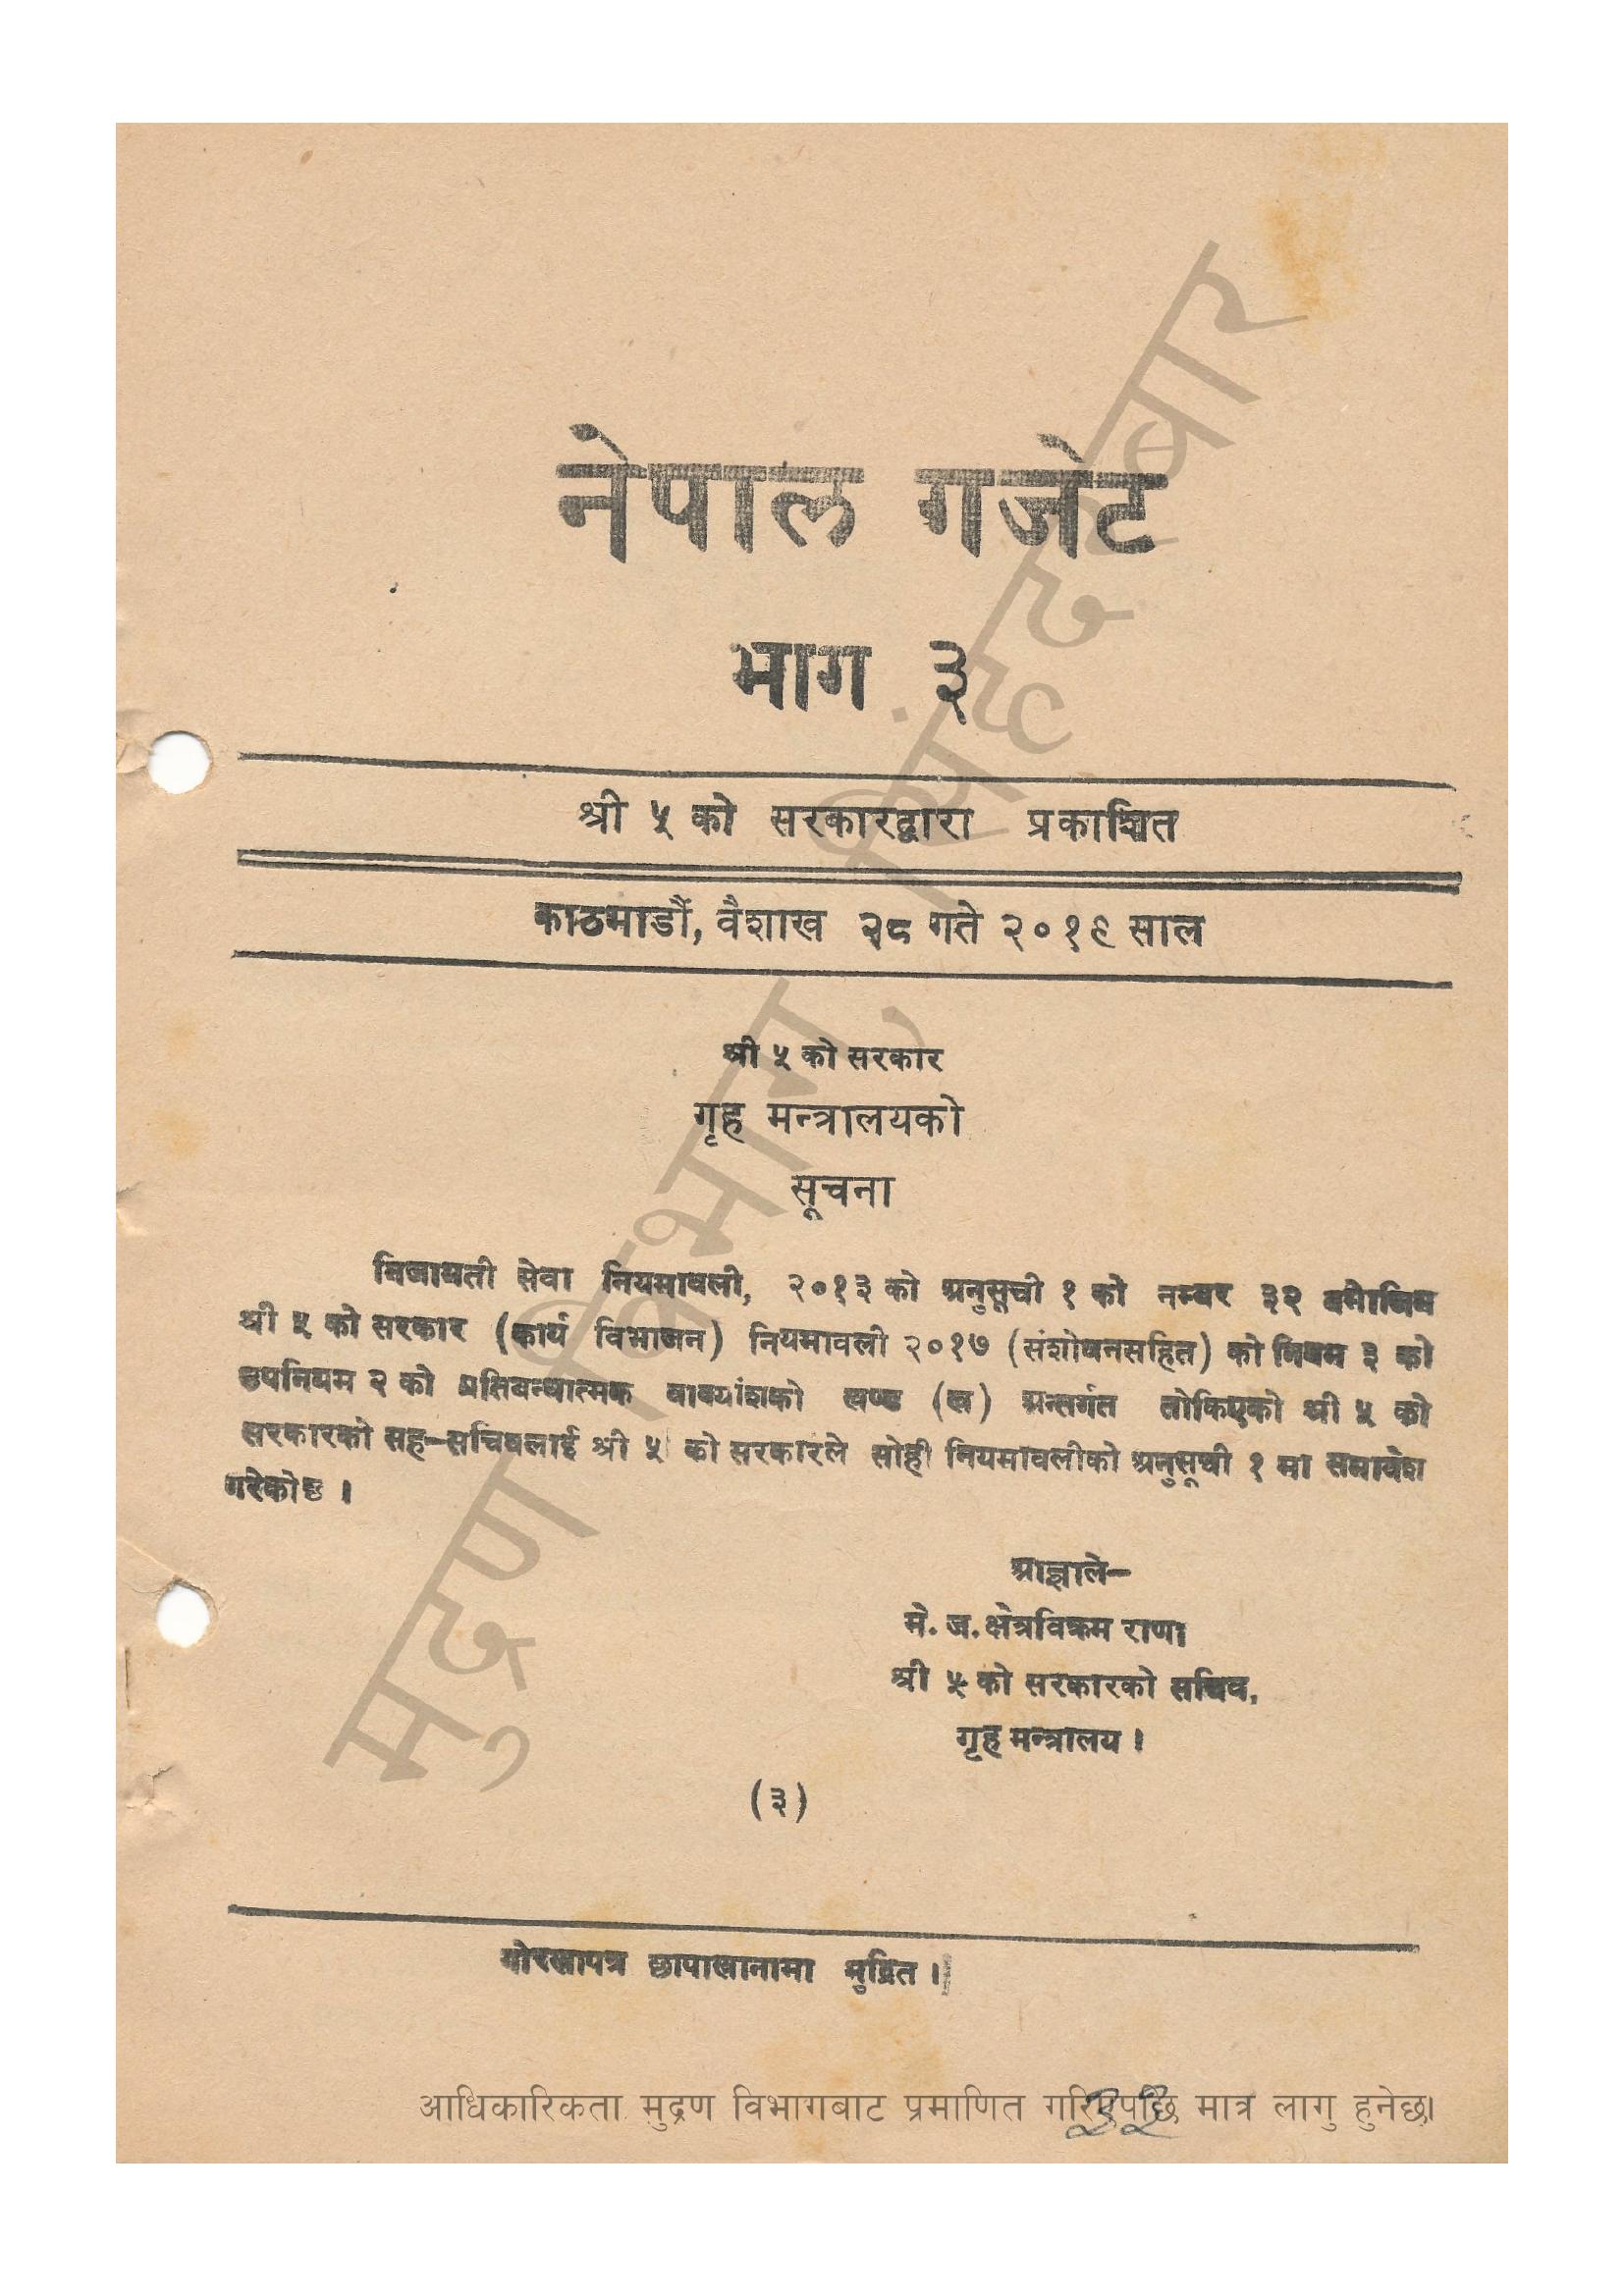 नेपाल गजेट
भाग ३
श्री ५ को सरकारद्वारा प्रकाशित
काठमाडौं, वैशाख २८ गते २०१९ साल
श्री ५ को सरकार
गृह मन्त्रालयको
सूचना
निजामती सेवा नियमावली, २०१३ को अनुसूची १ को नम्बर ३२ बमोजिम
श्री ५ को सरकार (कार्य विभाजन) नियमावली २०१७ (संशोधनसहित) को नियम ३ को
उपनियम २ को प्रतिबन्धात्मक वाक्यांशको खण्ड (ख) अन्तर्गत तोकिएको श्री ५ को
सरकारको सह-सचिवलाई श्री ५ को सरकारले सोही नियमावलीको अनुसूची १ मा समावेश
गरेकोछ ।
आज्ञाले-
मे. ज. क्षेत्रविक्रम राणा
श्री ५ को सरकारको सचिव,
गृह मन्त्रालय ।
(३)
गोरखापत्र छापाखानामा मुद्रित ।
आधिकारिकता मुद्रण विभागबाट प्रमाणित गरिएपछि मात्र लागु हुनेछ।
मुद्रण विभाग, सिंहदरबार